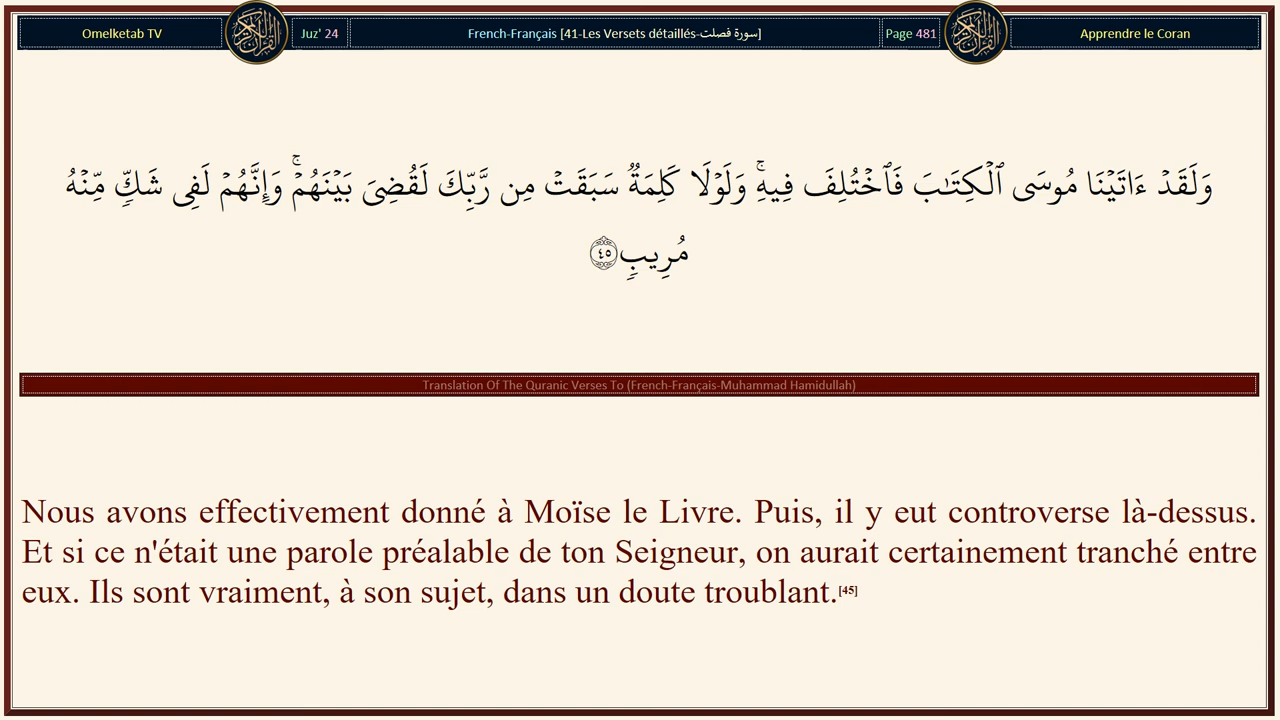 Omelketab TV
Juz' 24
French-Français [41-Les Versets détaillés-سورة فصلت]
Page 481
Apprendre le Coran
وَلَقَدۡ ءَاتَيۡنَا مُوسَى ٱلۡكِتَٰبَ فَٱخۡتُلِفَ فِيهِۚ وَلَوۡلَا كَلِمَةٞ سَبَقَتۡ مِن رَّبِّكَ لَقُضِيَ بَيۡنَهُمۡۚ وَإِنَّهُمۡ لَفِي شَكّٖ مِّنۡهُ
مُرِيبٖ ٤٥
Translation Of The Quranic Verses To (French-Français-Muhammad Hamidullah)
Nous avons effectivement donné à Moïse le Livre. Puis, il y eut controverse là-dessus.
Et si ce n'était une parole préalable de ton Seigneur, on aurait certainement tranché entre
eux. Ils sont vraiment, à son sujet, dans un doute troublant.[45]